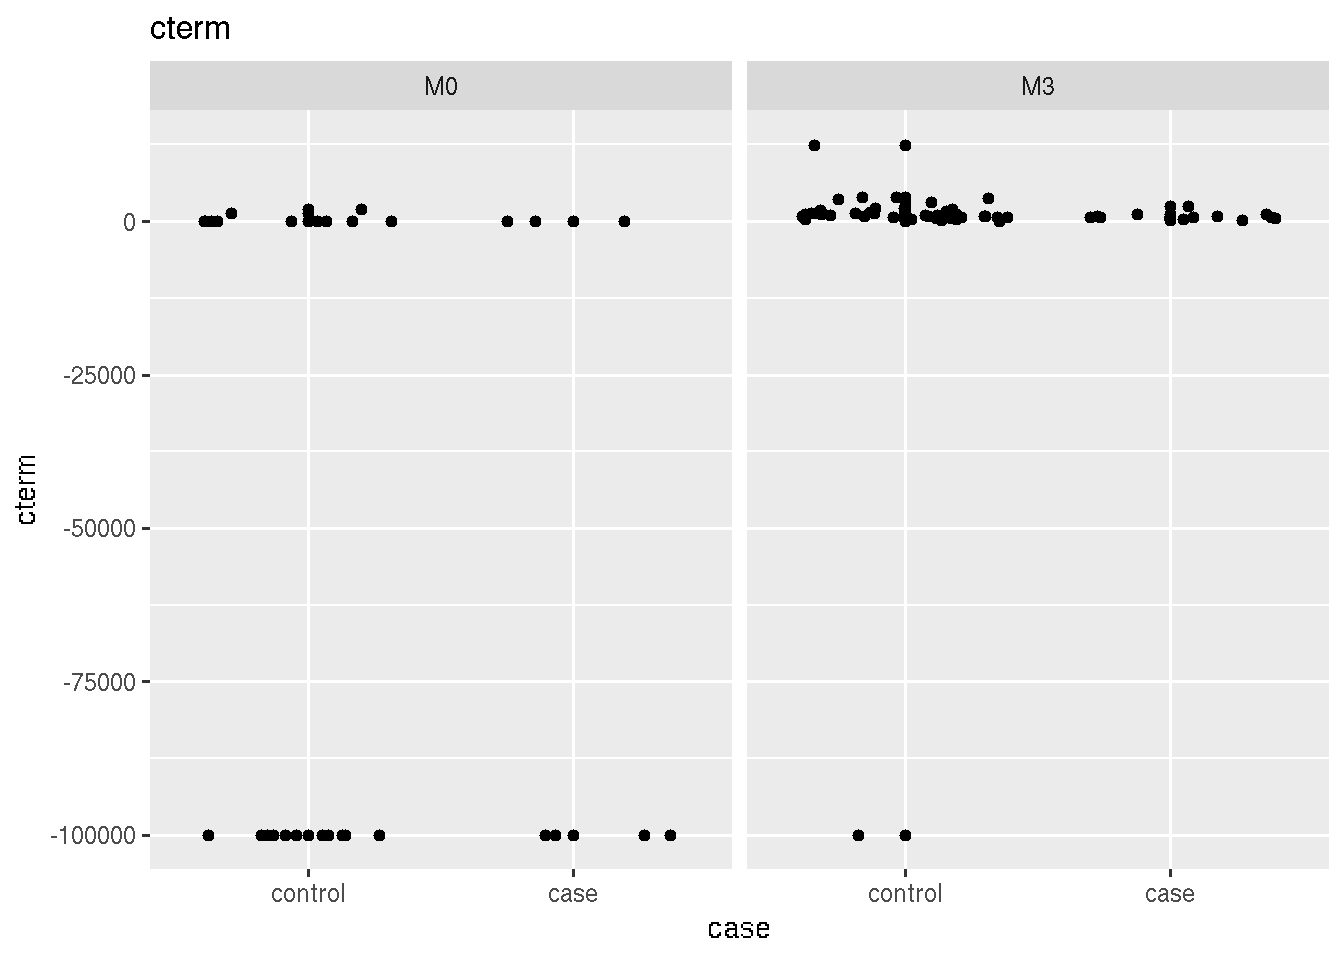 cterm
M0
M3
0
-25000
-50000
-75000
-100000
cterm
control
case
control
case
case